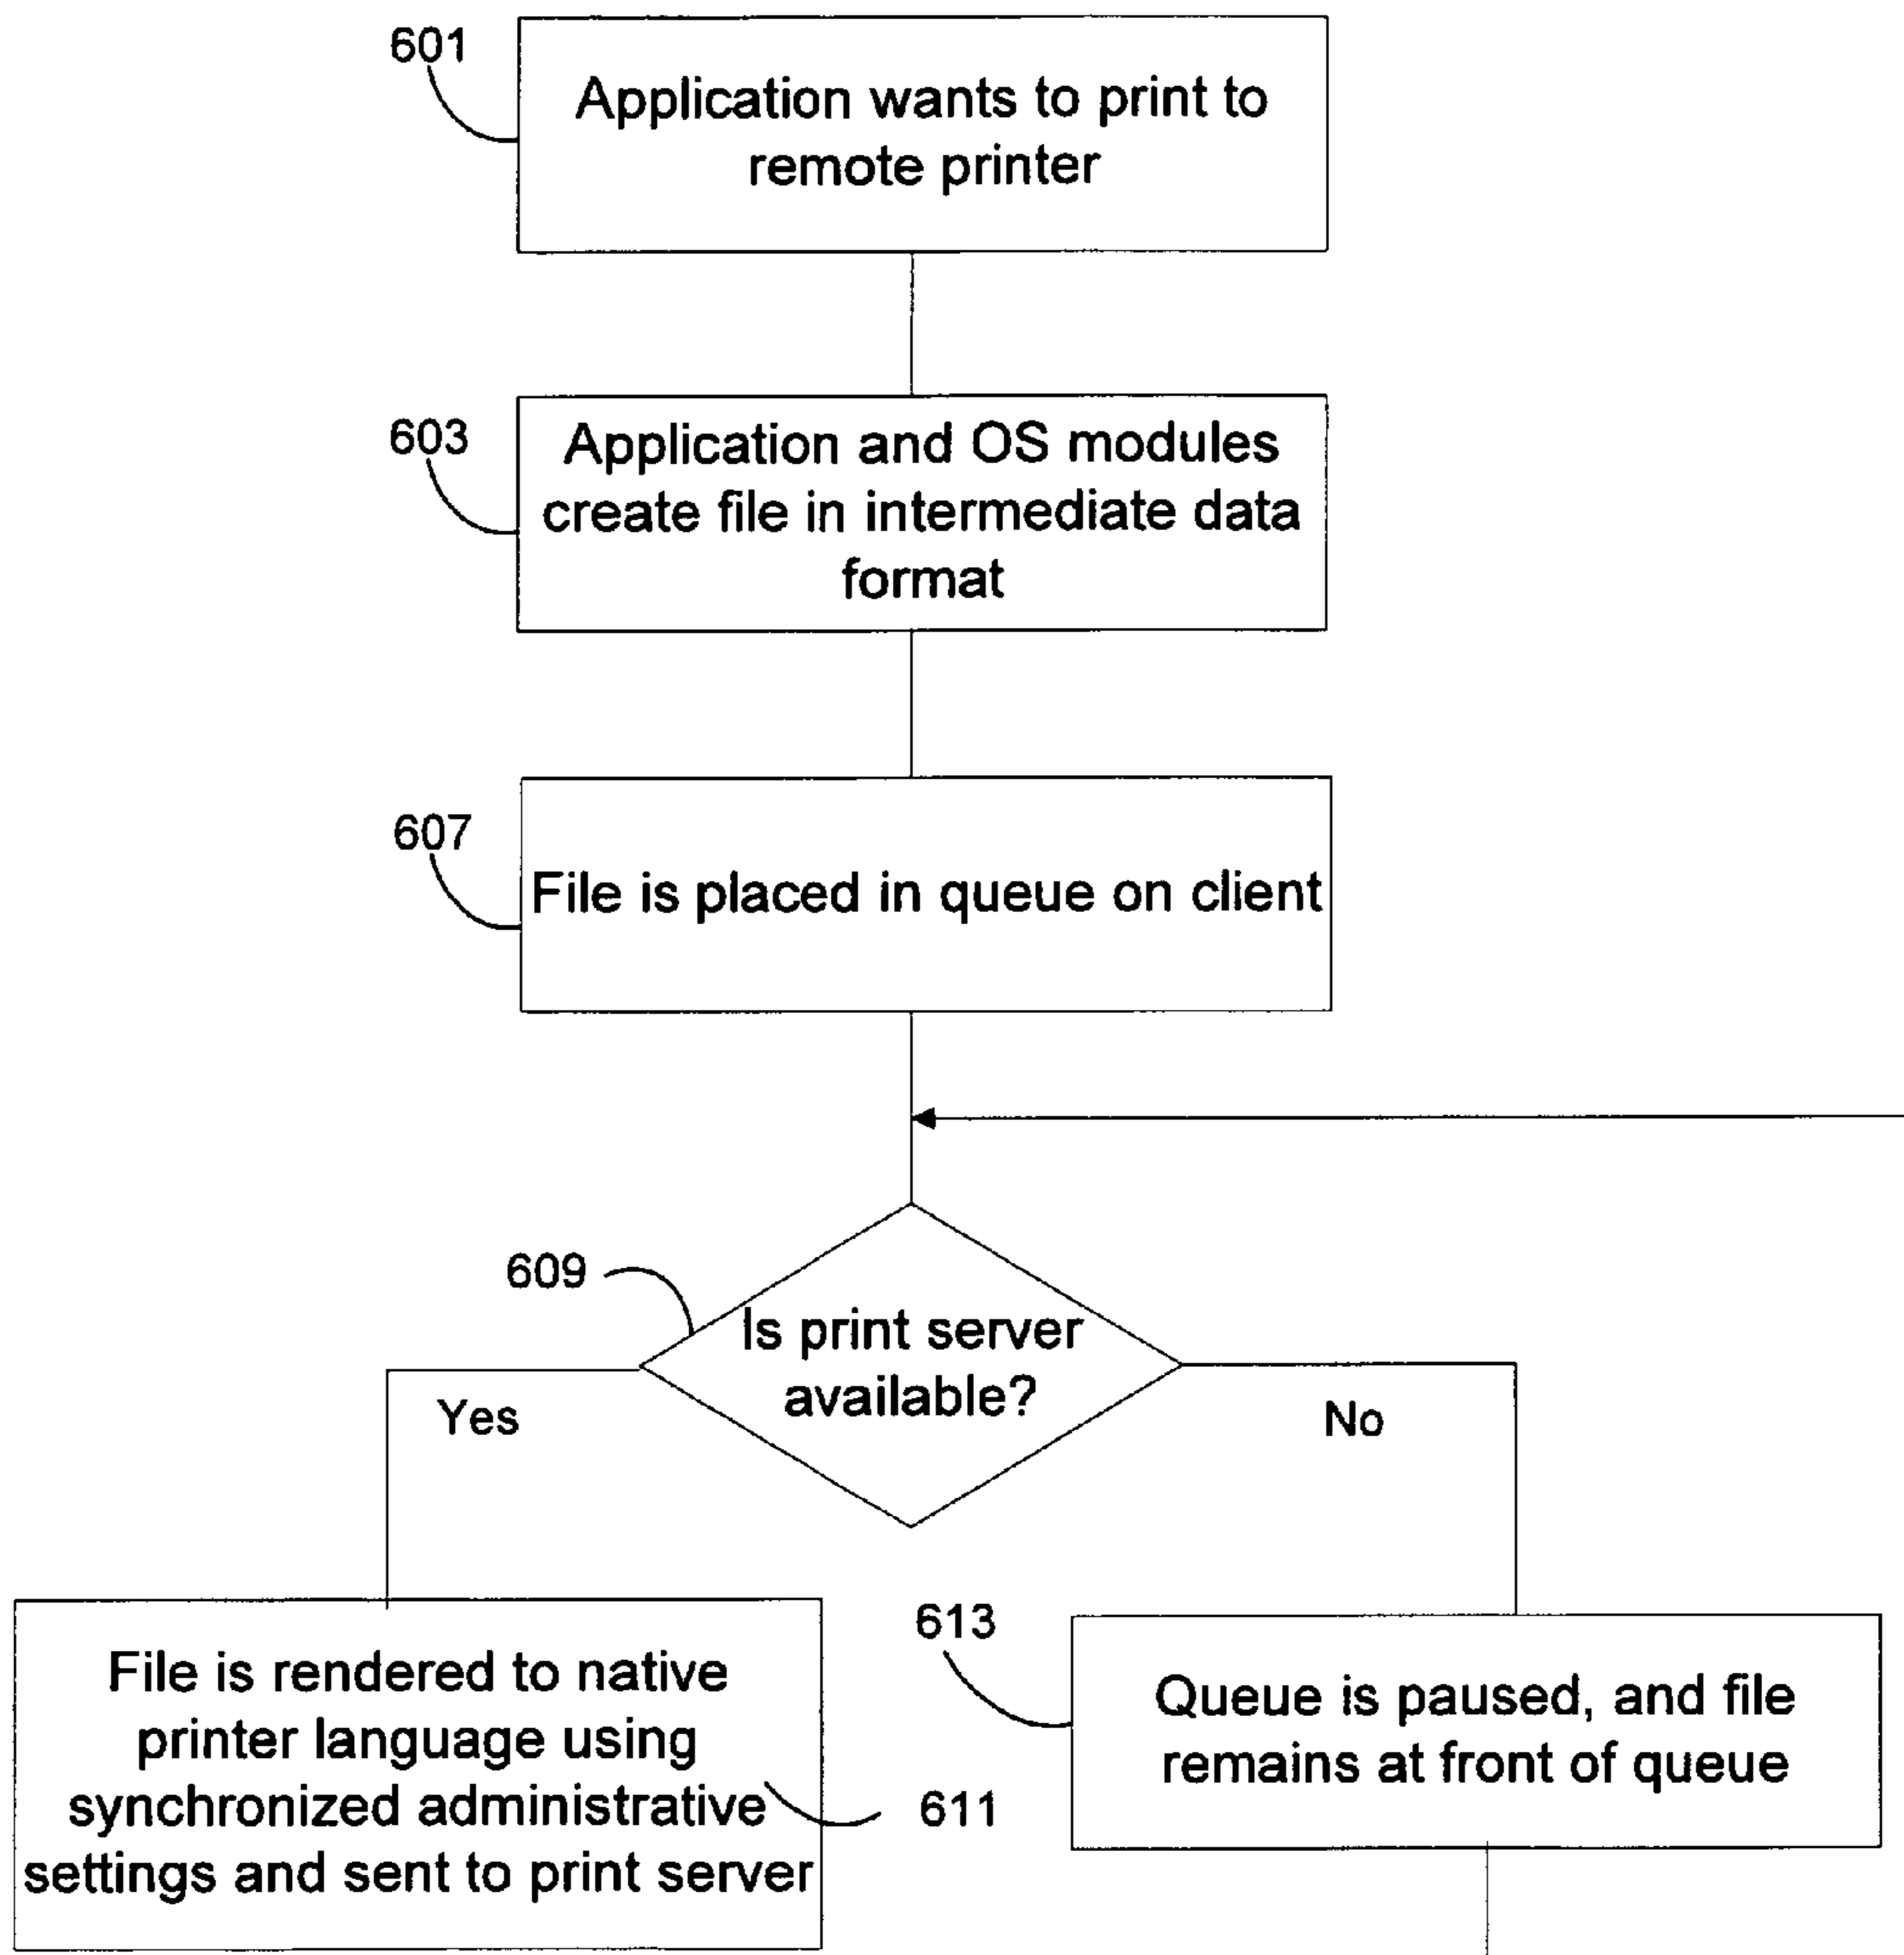 601
Application wants to print to
remote printer
603
Application and OS modules
create file in intermediate data
format
607
File is placed in queue on client
609
Is print server
available?
Yes
No
File is rendered to native
printer language using
synchronized administrative
settings and sent to print server
611
613
Queue is paused, and file
remains at front of queue